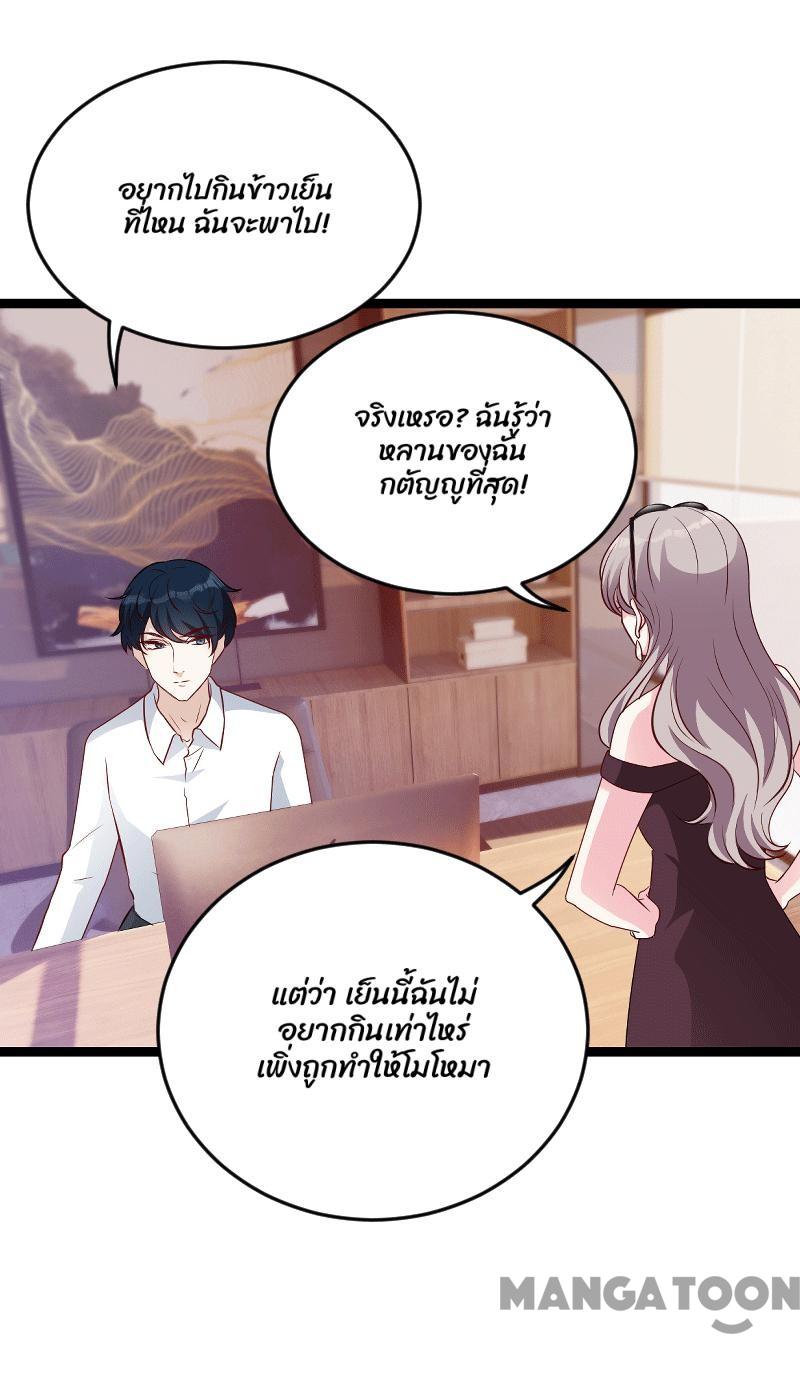 อยากไปกินข้าวเย็น
ที่ไหน ฉันจะพาไป!
จริงเหรอ? ฉันรู้ว่า
หลานของฉัน
กตัญญูที่สุด!
แต่ว่า เย็นนี้ฉันไม่
อยากกินเท่าไหร่
เพิ่งถูกทำให้โมโหมา
MANGATOON